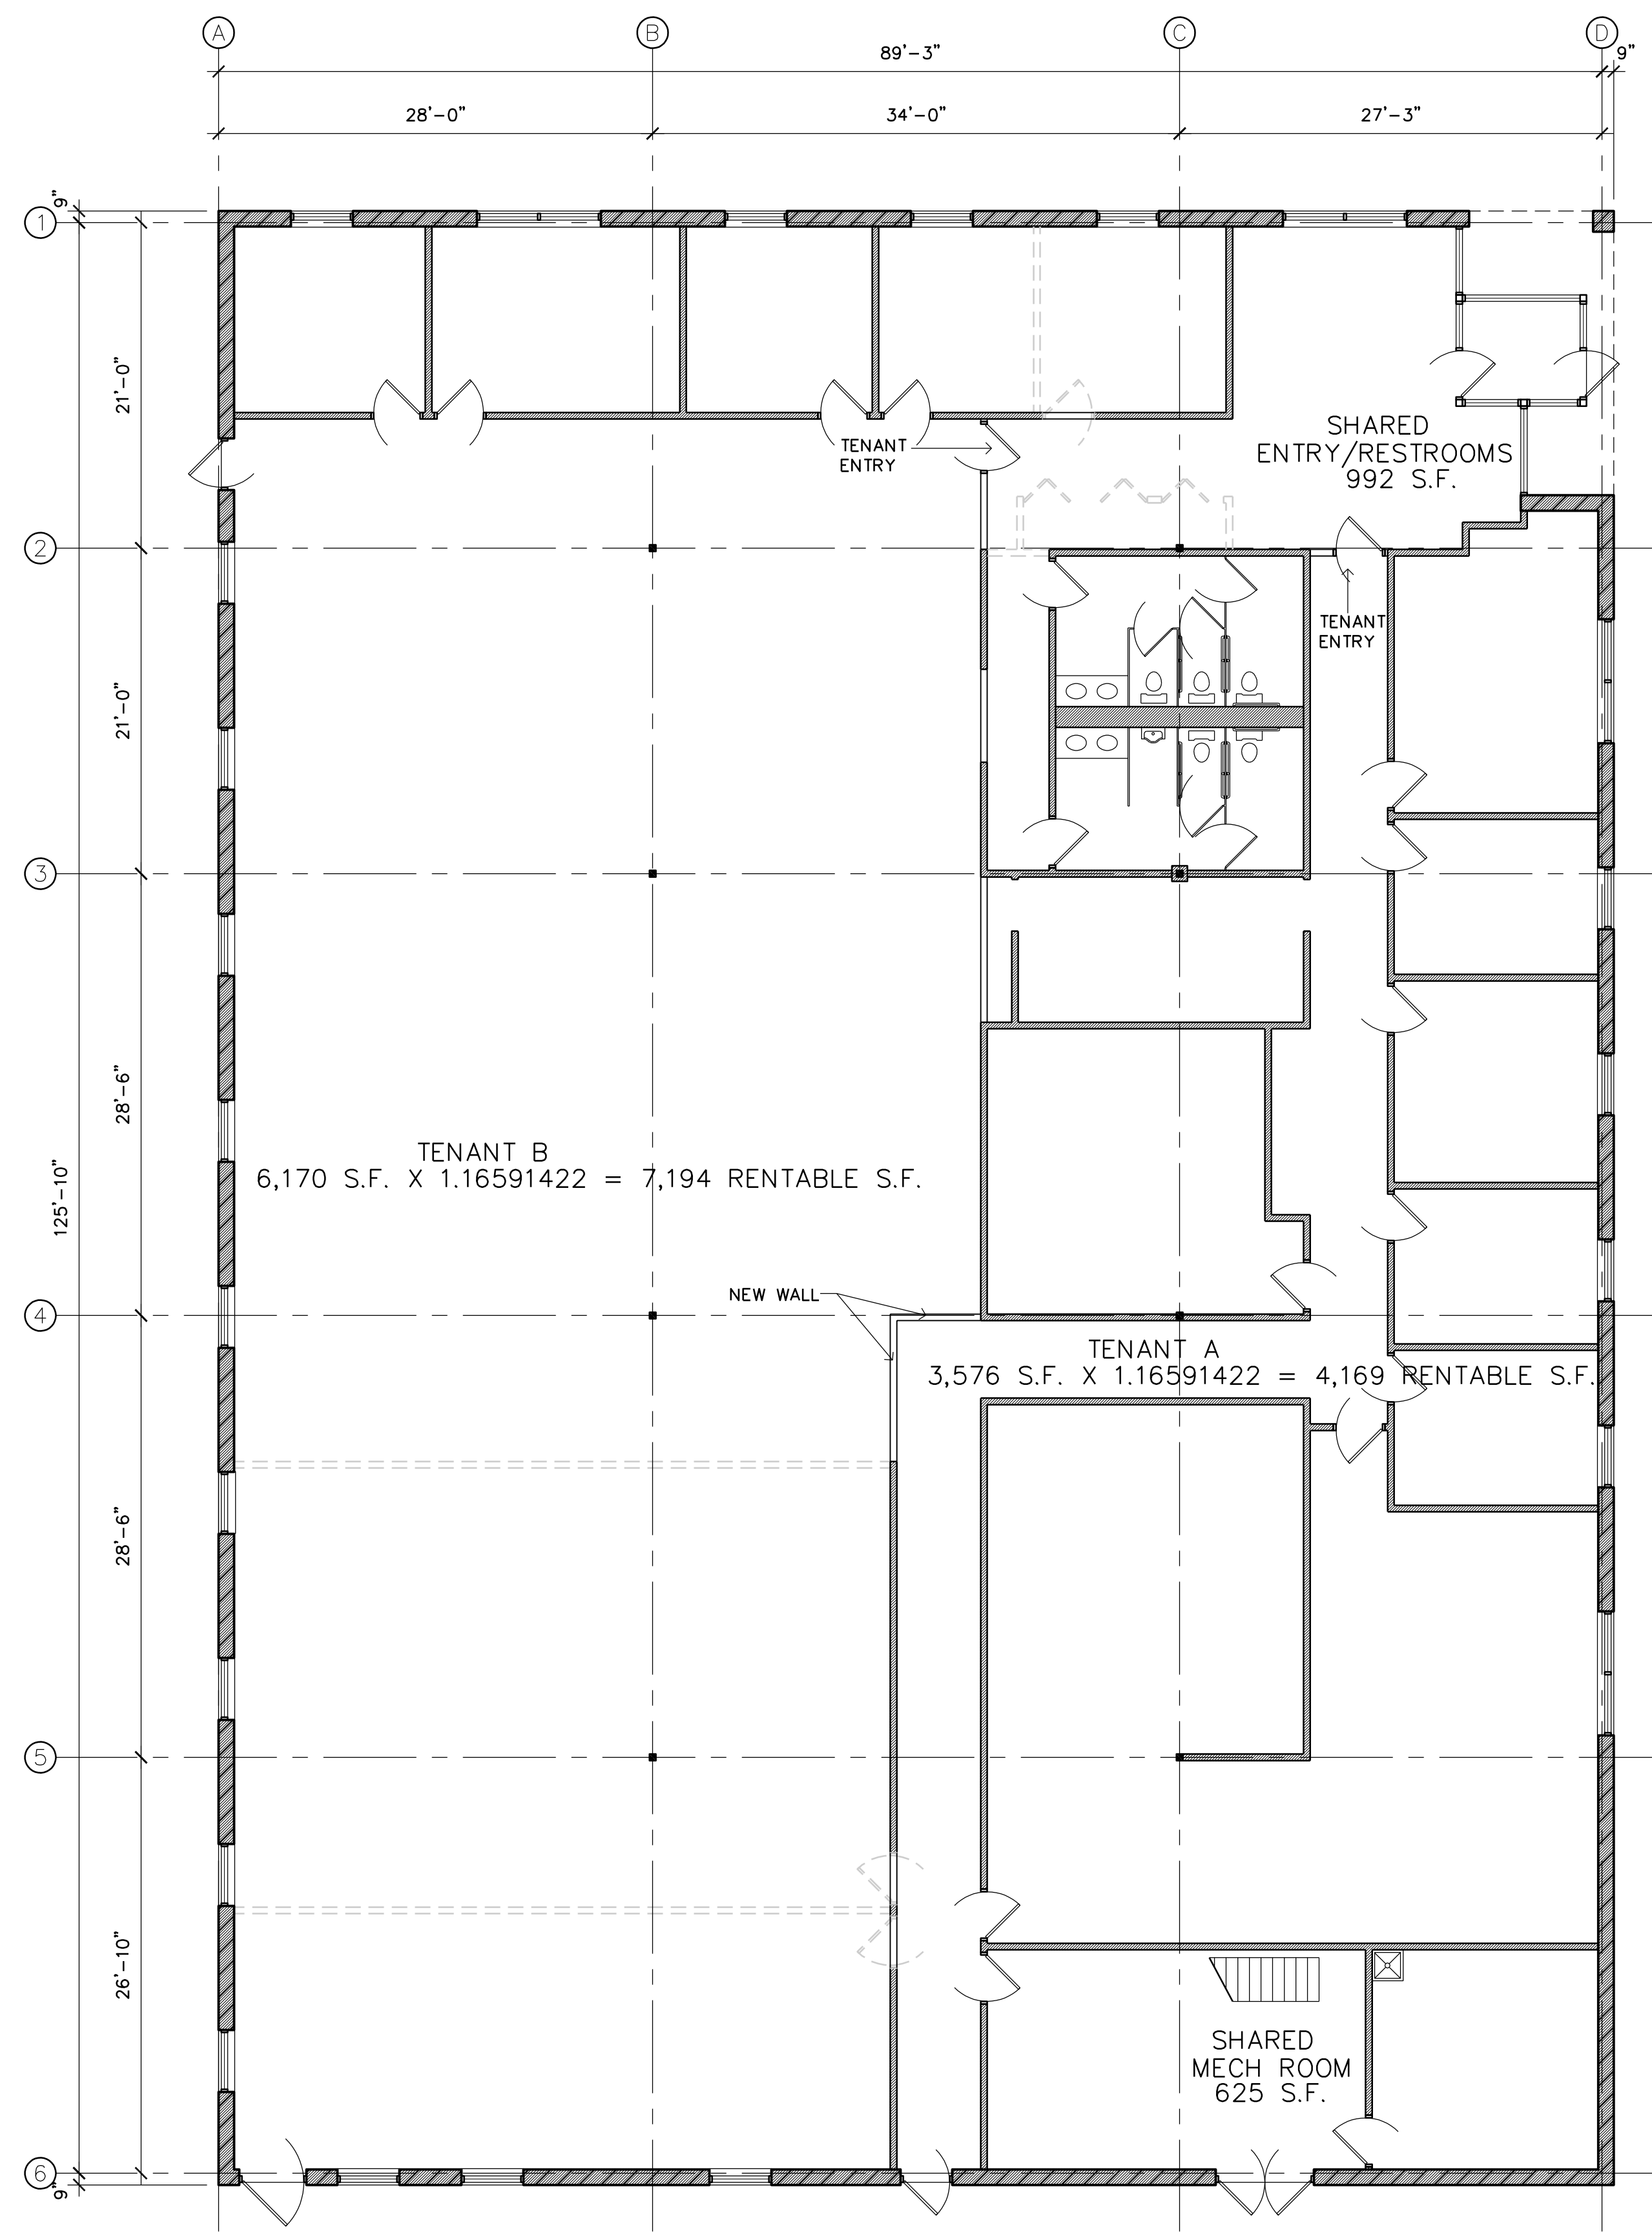 A
B
C
D
89'-3"
9"
28'-0"
34'-0"
27'-3"
9"
1
21'-0"
SHARED
ENTRY/RESTROOMS
992 S.F.
TENANT
ENTRY
2
TENANT
ENTRY
21'-0"
3
28'-6"
TENANT B
6,170 S.F. X 1.16591422 = 7,194 RENTABLE S.F.
125'-10"
NEW WALL
4
TENANT A
3,576 S.F. X 1.16591422 = 4,169 RENTABLE S.F.
28'-6"
5
26'-10"
SHARED
MECH ROOM
625 S.F.
6
9"